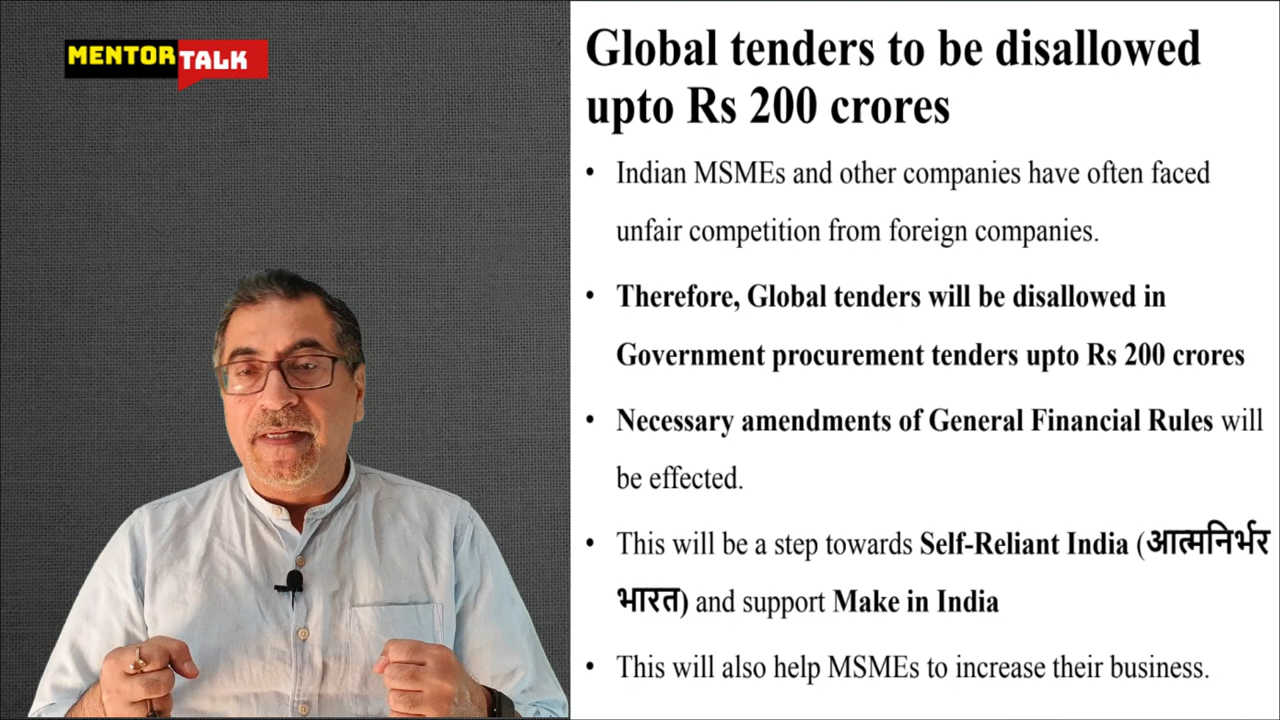 MENTOR TALK
Global tenders to be disallowed
upto Rs 200 crores
• Indian MSMEs and other companies have often faced
unfair competition from foreign companies.
• Therefore, Global tenders will be disallowed in
Government procurement tenders upto Rs 200 crores
• Necessary amendments of General Financial Rules will
be effected.
• This will be a step towards Self-Reliant India (आत्मनिर्भर
भारत) and support Make in India
• This will also help MSMEs to increase their business.